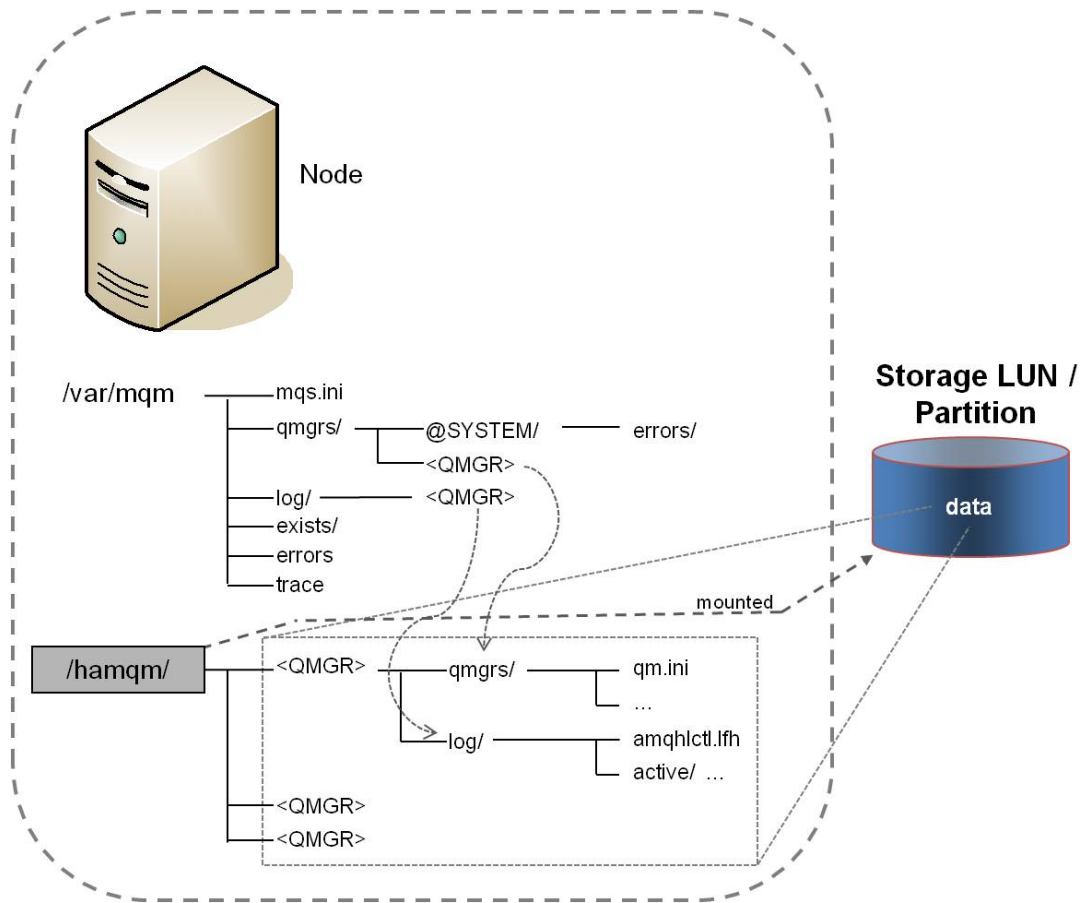 Node
/var/mqm
mqs.ini
qmgrs/
@SYSTEM/
errors/
<QMGR>
log/
<QMGR>
exists/
errors
trace
Storage LUN /
Partition
data
mounted
/hamqm/
<QMGR>
qmgrs/
qm.ini
...
log/
amqhlctl.lfh
active/ ...
<QMGR>
<QMGR>